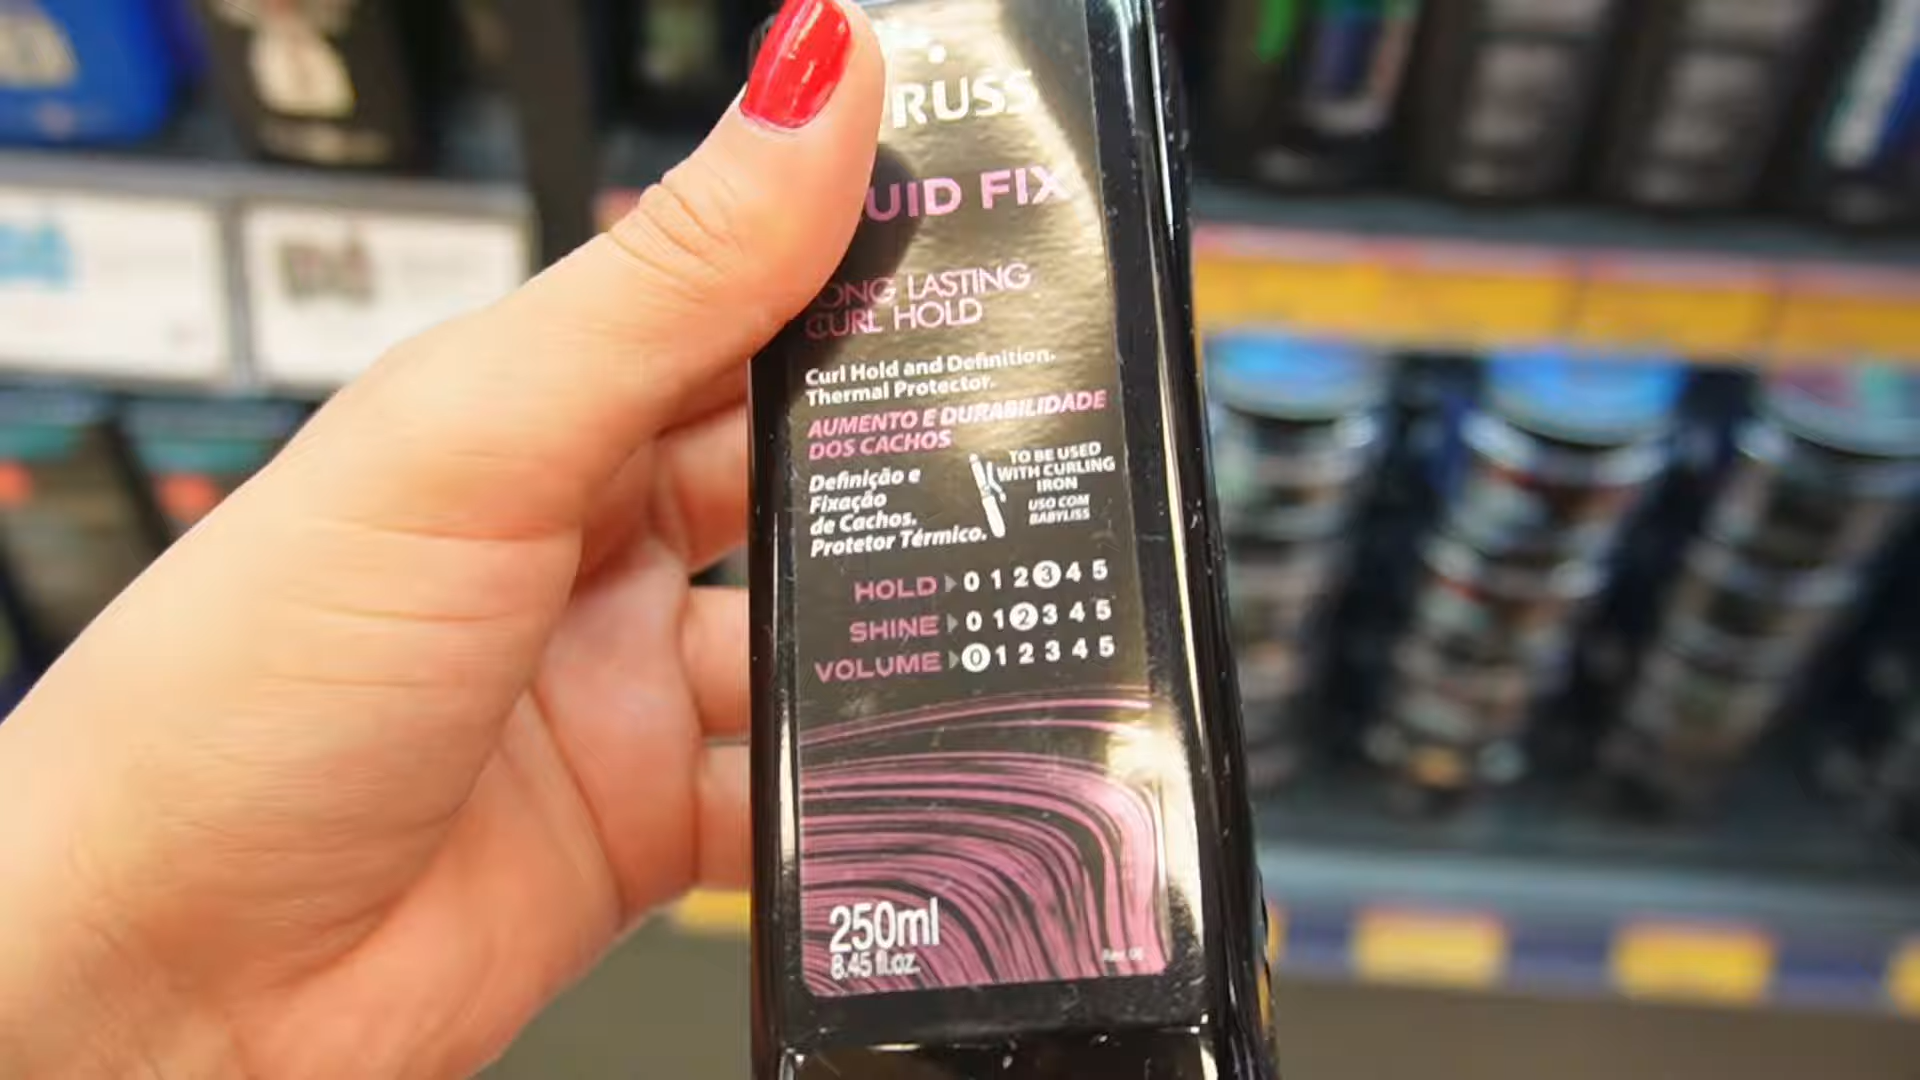 RUSS
UID FIX
LONG LASTING
CURL HOLD
Curl Hold and Definition.
Thermal Protector.
AUMENTO E DURABILIDADE
DOS CACHOS
Definição e
Fixação
de Cachos.
Protetor Térmico.
TO BE USED
WITH CURLING
IRON
USO COM
BABYLISS
HOLD 0 1 2 3 4 5
SHINE 0 1 2 3 4 5
VOLUME 0 1 2 3 4 5
250ml
8.45 fl.oz.